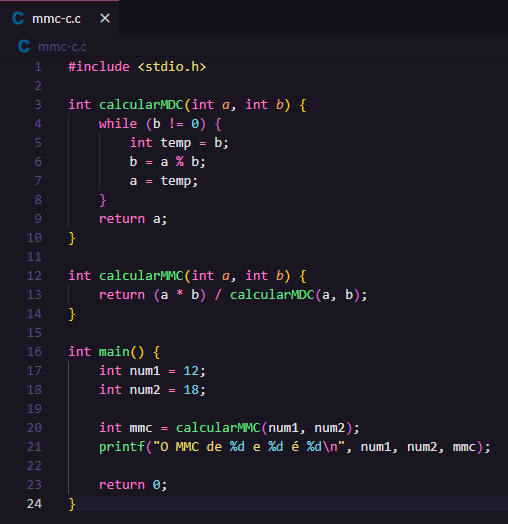 C mmc-c.c ×
C mmc-c.c
1 #include <stdio.h>
2
3 int calcularMDC(int a, int b) {
4     while (b != 0) {
5         int temp = b;
6         b = a % b;
7         a = temp;
8     }
9     return a;
10 }
11
12 int calcularMMC(int a, int b) {
13     return (a * b) / calcularMDC(a, b);
14 }
15
16 int main() {
17     int num1 = 12;
18     int num2 = 18;
19
20     int mmc = calcularMMC(num1, num2);
21     printf("O MMC de %d e %d é %d\n", num1, num2, mmc);
22
23     return 0;
24 }